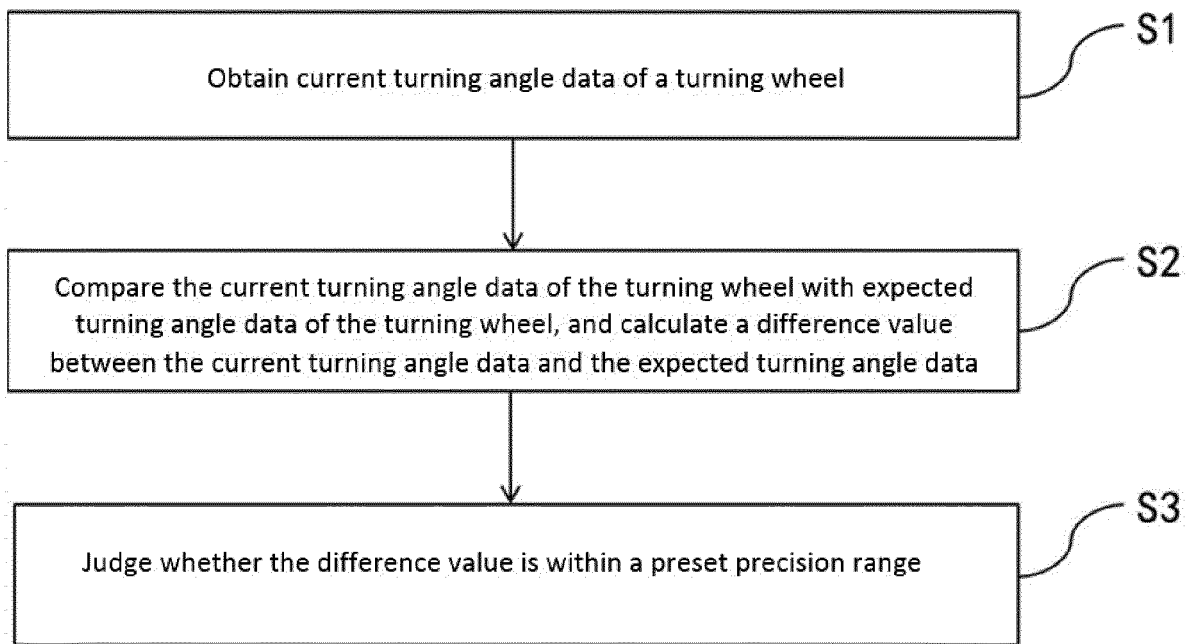 S1
Obtain current turning angle data of a turning wheel
S2
Compare the current turning angle data of the turning wheel with expected
turning angle data of the turning wheel, and calculate a difference value
between the current turning angle data and the expected turning angle data
S3
Judge whether the difference value is within a preset precision range